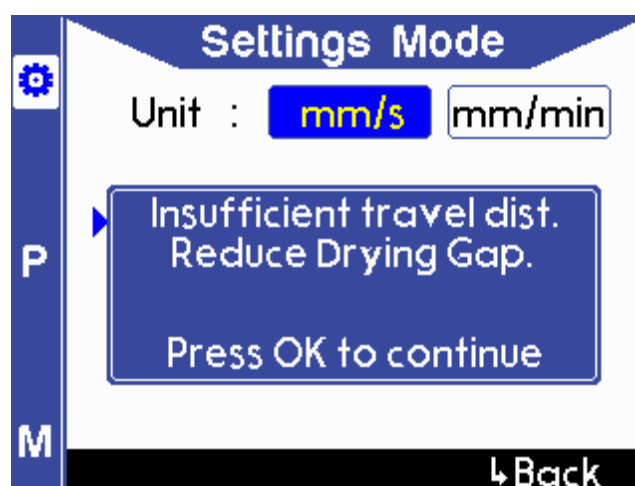 Settings Mode
Unit : mm/s mm/min
Insufficient travel dist.
Reduce Drying Gap.
P
Press OK to continue
M
↳Back